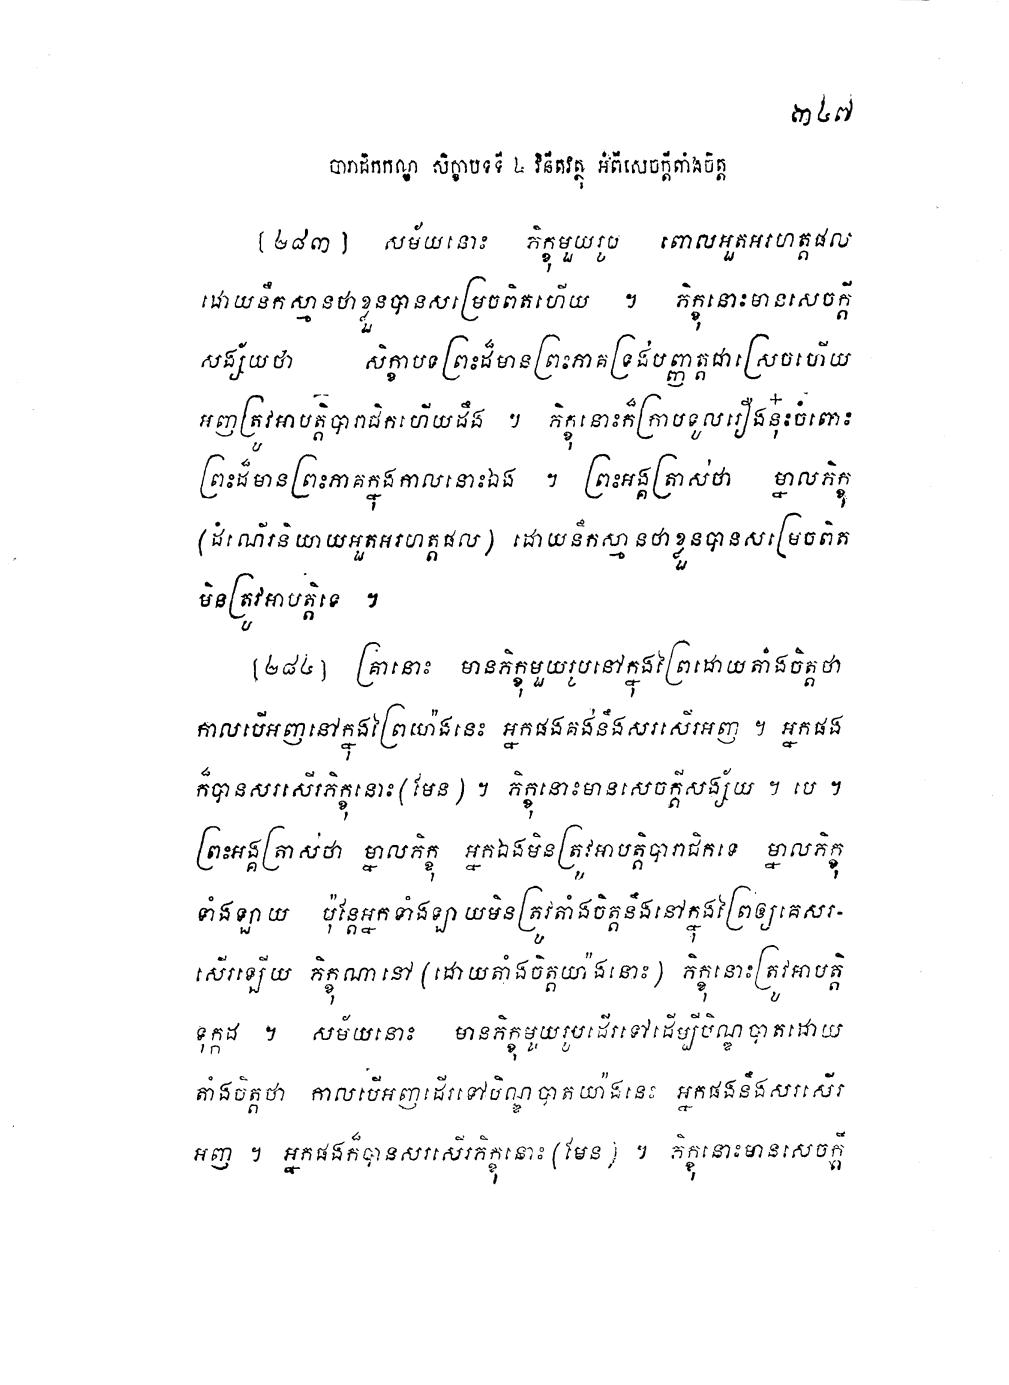 ៣៤៧
បារាជិកកណ្ឌ សិក្ខាបទទី ៤ វិនីតវត្ថុ អំពីសេចក្តីតាំងចិត្ត
[២៨៣] សម័យនោះ ភិក្ខុមួយរូប ពោលអួតអរហត្តផល
ដោយនឹកស្មានថាខ្លួនបានសម្រេចពិតហើយ ។ ភិក្ខុនោះមានសេចក្តី
សង្ស័យថា សិក្ខាបទព្រះដ៏មានព្រះភាគទ្រង់បញ្ញត្តជាស្រេចហើយ
អញត្រូវអាបត្តិបារាជិកហើយដឹង ។ ភិក្ខុនោះក៏ក្រាបទូលរឿងនុ៎ះចំពោះ
ព្រះដ៏មានព្រះភាគក្នុងកាលនោះឯង ។ ព្រះអង្គត្រាស់ថា ម្នាលភិក្ខុ
(ដំណើរនិយាយអួតអរហត្តផល) ដោយនឹកស្មានថាខ្លួនបានសម្រេចពិត
មិនត្រូវអាបត្តិទេ ។
[២៨៤] គ្រានោះ មានភិក្ខុមួយរូបនៅក្នុងព្រៃដោយតាំងចិត្តថា
កាលបើអញនៅក្នុងព្រៃយ៉ាងនេះ អ្នកផងគង់នឹងសរសើរអញ ។ អ្នកផង
ក៏បានសរសើរភិក្ខុនោះ (មែន) ។ ភិក្ខុនោះមានសេចក្តីសង្ស័យ ។ បេ ។
ព្រះអង្គត្រាស់ថា ម្នាលភិក្ខុ អ្នកឯងមិនត្រូវអាបត្តិបារាជិកទេ ម្នាលភិក្ខុ
ទាំងឡាយ ប៉ុន្តែអ្នកទាំងឡាយមិនត្រូវតាំងចិត្តនឹងនៅក្នុងព្រៃឲ្យគេសរ-
សើរឡើយ ភិក្ខុណានៅ (ដោយតាំងចិត្តយ៉ាងនោះ) ភិក្ខុនោះត្រូវអាបត្តិ
ទុក្កដ ។ សម័យនោះ មានភិក្ខុមួយរូបដើរទៅដើម្បីបិណ្ឌបាតដោយ
តាំងចិត្តថា កាលបើអញដើរទៅបិណ្ឌបាតយ៉ាងនេះ អ្នកផងនឹងសរសើរ
អញ ។ អ្នកផងក៏បានសរសើរភិក្ខុនោះ (មែន) ។ ភិក្ខុនោះមានសេចក្តី